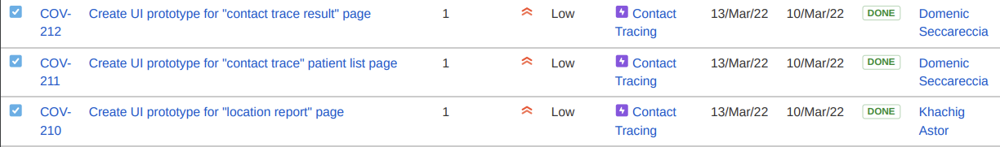 COV- Create UI prototype for "contact trace result" page 1 Low Contact 13/Mar/22 10/Mar/22 DONE Domenic
212 Tracing Seccareccia
COV- Create UI prototype for "contact trace" patient list page 1 Low Contact 13/Mar/22 10/Mar/22 DONE Domenic
211 Tracing Seccareccia
COV- Create UI prototype for "location report" page 1 Low Contact 13/Mar/22 10/Mar/22 DONE Khachig
210 Tracing Astor